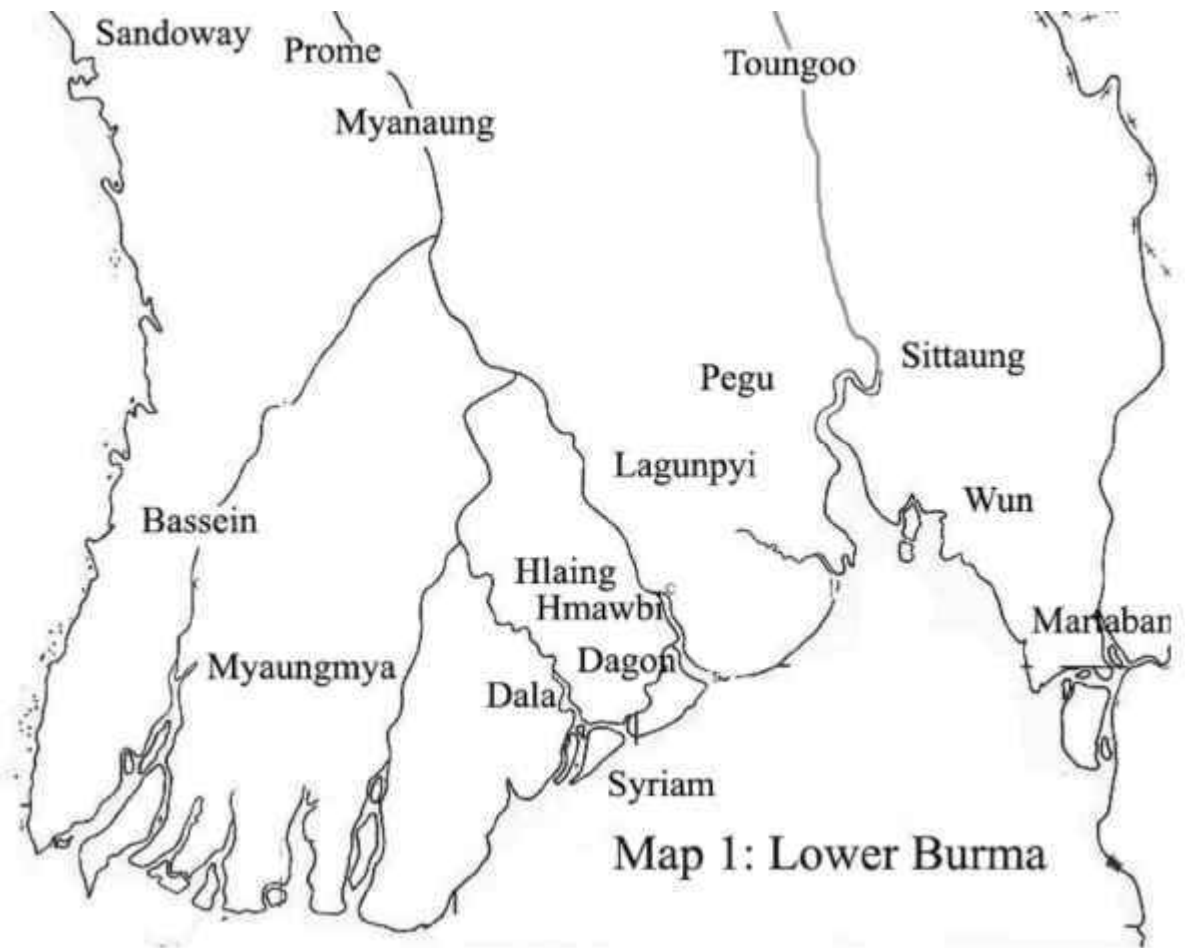 Sandoway
Prome
Toungoo
Myanaung
Sittaung
Pegu
Lagunpyi
Wun
Bassein
Hlaing
Hmawbi
Martaban
Dagon
Myaungmya
Dala
Syriam
Map 1: Lower Burma